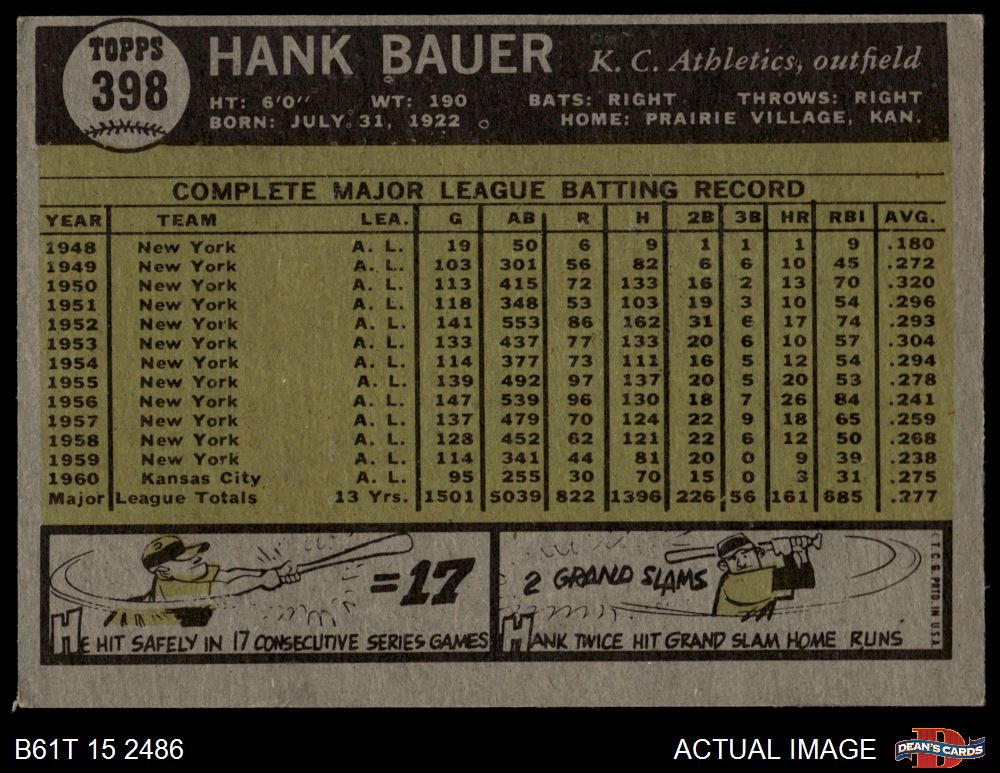 TOPPS
398
HANK BAUER K. C. Athletics, outfield
HT: 6'0" WT: 190 BATS: RIGHT THROWS: RIGHT
BORN: JULY 31, 1922 HOME: PRAIRIE VILLAGE, KAN.
COMPLETE MAJOR LEAGUE BATTING RECORD
YEAR TEAM LEA. G AB R H 2B 3B HR RBI AVG.
1948 New York A. L. 19 50 6 9 1 1 1 9 .180
1949 New York A. L. 103 301 56 82 6 6 10 45 .272
1950 New York A. L. 113 415 72 133 16 2 13 70 .320
1951 New York A. L. 118 348 53 103 19 3 10 54 .296
1952 New York A. L. 141 553 86 162 31 6 17 74 .293
1953 New York A. L. 133 437 77 133 20 6 10 57 .304
1954 New York A. L. 114 377 73 111 16 5 12 54 .294
1955 New York A. L. 139 492 97 137 20 5 20 53 .278
1956 New York A. L. 147 539 96 130 18 7 26 84 .241
1957 New York A. L. 137 479 70 124 22 9 18 65 .259
1958 New York A. L. 128 452 62 121 22 6 12 50 .268
1959 New York A. L. 114 341 44 81 20 0 9 39 .238
1960 Kansas City A. L. 95 255 30 70 15 0 3 31 .275
Major League Totals 13 Yrs. 1501 5039 822 1396 226 56 161 685 .277
=17
HE HIT SAFELY IN 17 CONSECUTIVE SERIES GAMES
2 GRAND SLAMS
HANK TWICE HIT GRAND SLAM HOME RUNS
T. C. G. PRTD. IN U.S.A.
B61T 15 2486
ACTUAL IMAGE
D
DEAN'S CARDS